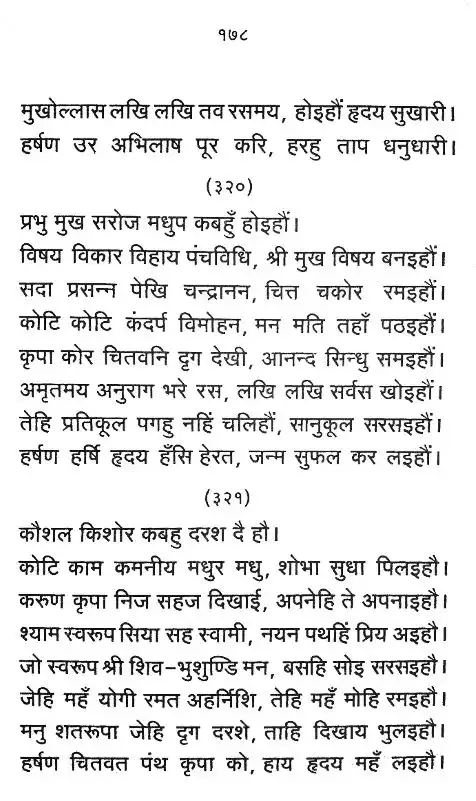 १७८
मुखोल्लास लखि लखि तव रसमय, होइहौं हृदय सुखारी।
हर्षण उर अभिलाष पूर करि, हरहु ताप धनुधारी।
(३२०)
प्रभु मुख सरोज मधुप कबहुँ होइहौं।
विषय विकार विहाय पंचविधि, श्री मुख विषय बनइहौं।
सदा प्रसन्न पेखि चन्द्रानन, चित्त चकोर रमइहौं।
कोटि कोटि कंदर्प विमोहन, मन मति तहाँ पठइहौं।
कृपा कोर चितवनि दृग देखी, आनन्द सिन्धु समइहौं।
अमृतमय अनुराग भरे रस, लखि लखि सर्वस खोइहौं।
तेहि प्रतिकूल पगहु नहिं चलिहौं, सानुकूल सरसइहौं।
हर्षण हर्षि हृदय हँसि हेरत, जन्म सुफल कर लइहौं।
(३२१)
कौशल किशोर कबहु दरश दै हौ।
कोटि काम कमनीय मधुर मधु, शोभा सुधा पिलइहौ।
करुण कृपा निज सहज दिखाई, अपनेहि ते अपनाइहौ।
श्याम स्वरूप सिया सह स्वामी, नयन पथहिं प्रिय अइहौ।
जो स्वरूप श्री शिव-भुशुण्डि मन, बसहि सोइ सरसइहौ।
जेहि महँ योगी रमत अहर्निशि, तेहि महँ मोहि रमइहौ।
मनु शतरूपा जेहि दृग दरशे, ताहि दिखाय भुलइहौ।
हर्षण चितवत पंथ कृपा को, हाय हृदय महँ लइहौ।